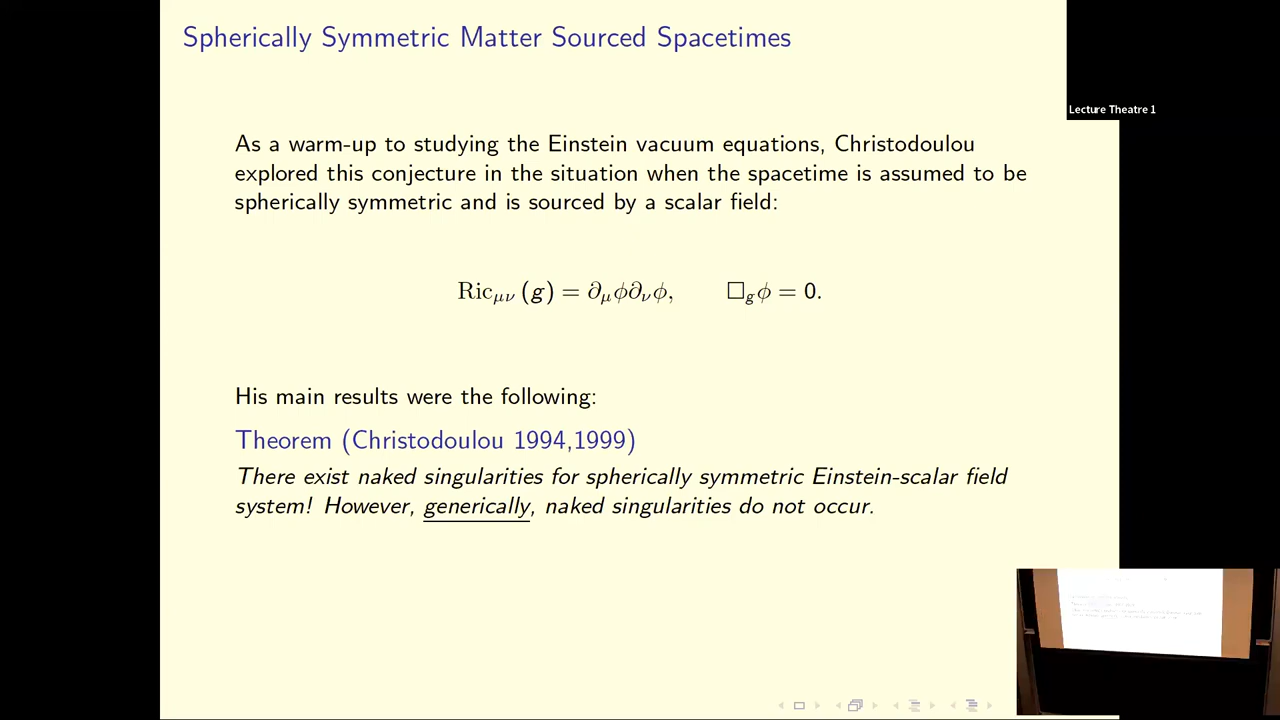 Spherically Symmetric Matter Sourced Spacetimes
Lecture Theatre 1
As a warm-up to studying the Einstein vacuum equations, Christodoulou
explored this conjecture in the situation when the spacetime is assumed to be
spherically symmetric and is sourced by a scalar field:
Ric_{μν} (g) = ∂_μϕ∂_νϕ, □_gϕ = 0.
His main results were the following:
Theorem (Christodoulou 1994,1999)
There exist naked singularities for spherically symmetric Einstein-scalar field
system! However, generically, naked singularities do not occur.